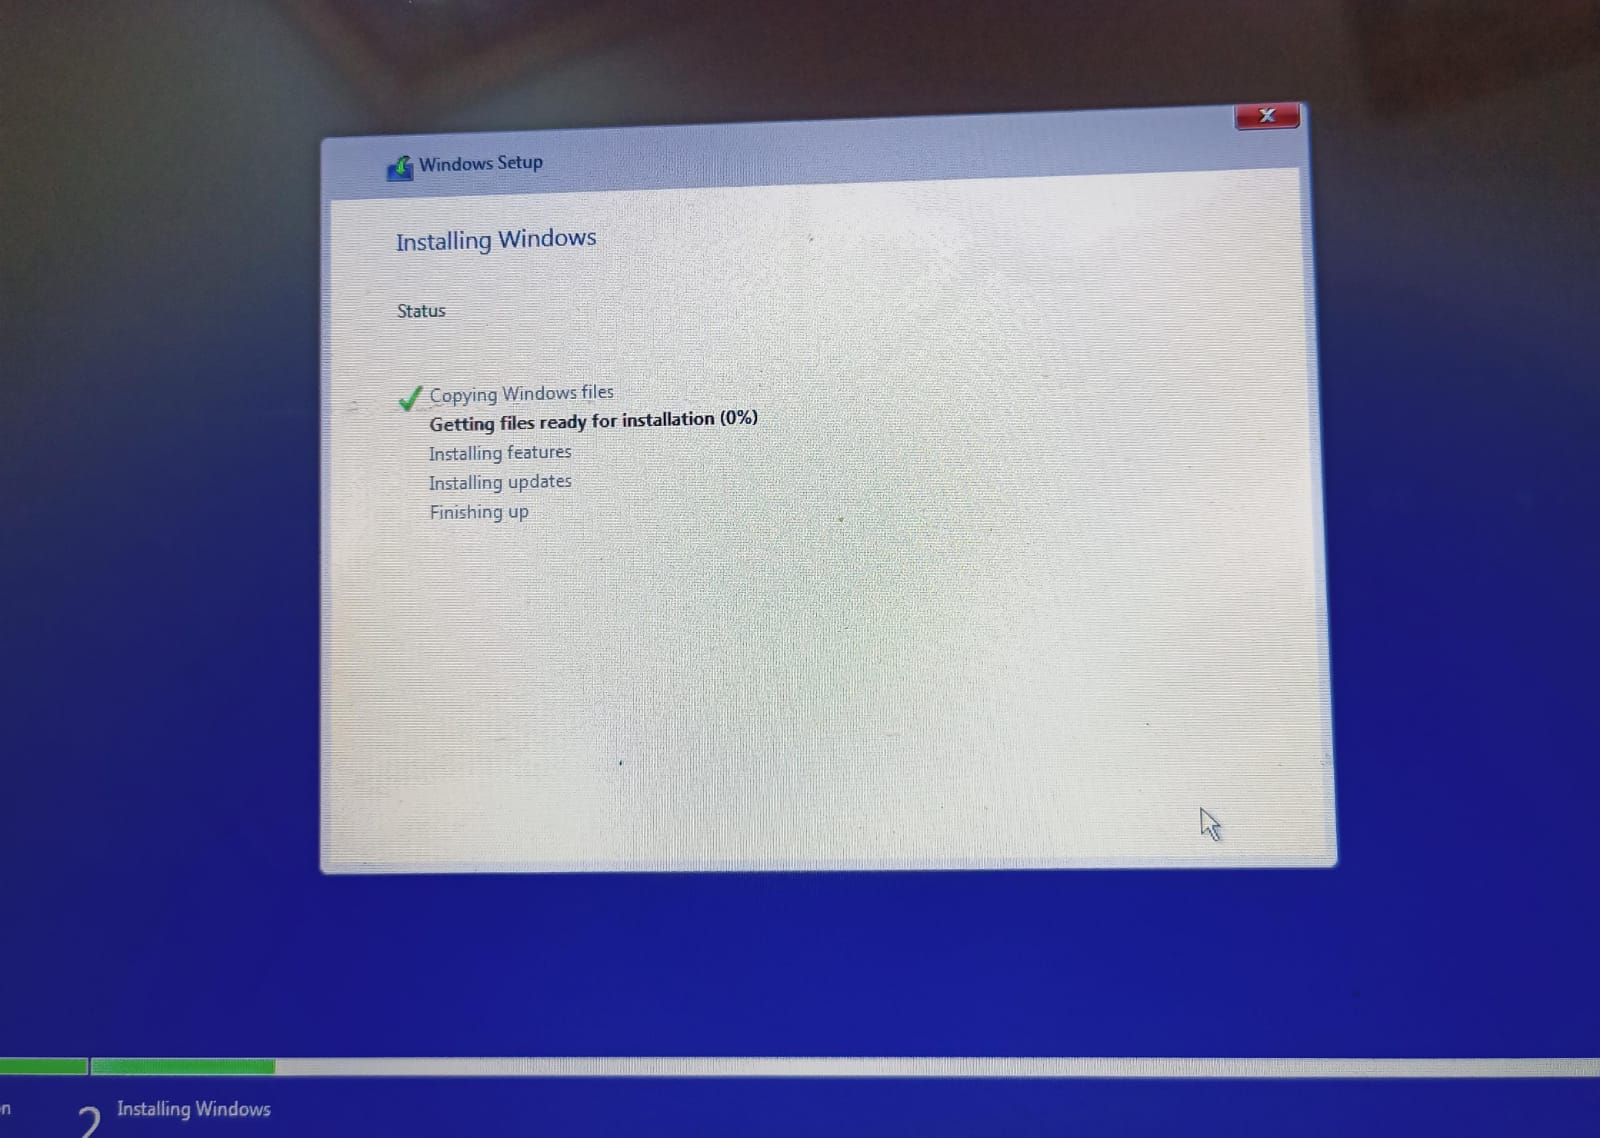 Windows Setup
Installing Windows
Status
Copying Windows files
Getting files ready for installation (0%)
Installing features
Installing updates
Finishing up
2 Installing Windows